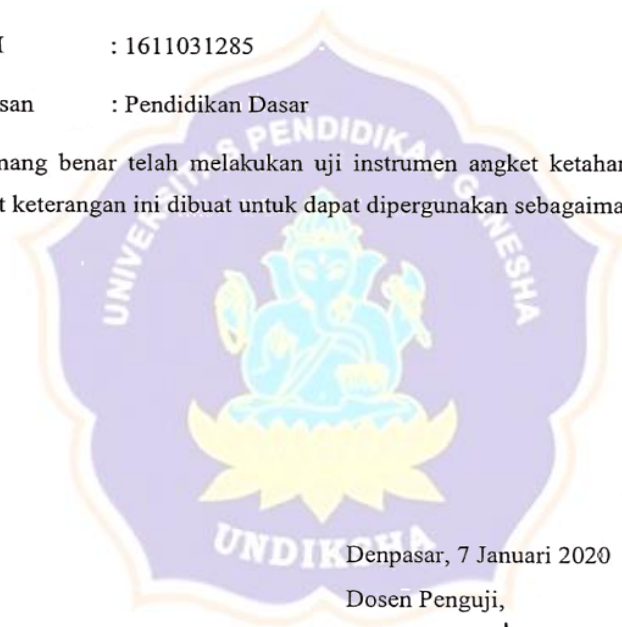 : 1611031285
san : Pendidikan Dasar
nang benar telah melakukan uji instrumen angket ketahan
t keterangan ini dibuat untuk dapat dipergunakan sebagaima
UNIVERSITAS PENDIDIKAN GANESHA
UNDIKSHA
Denpasar, 7 Januari 2020
Dosen Penguji,